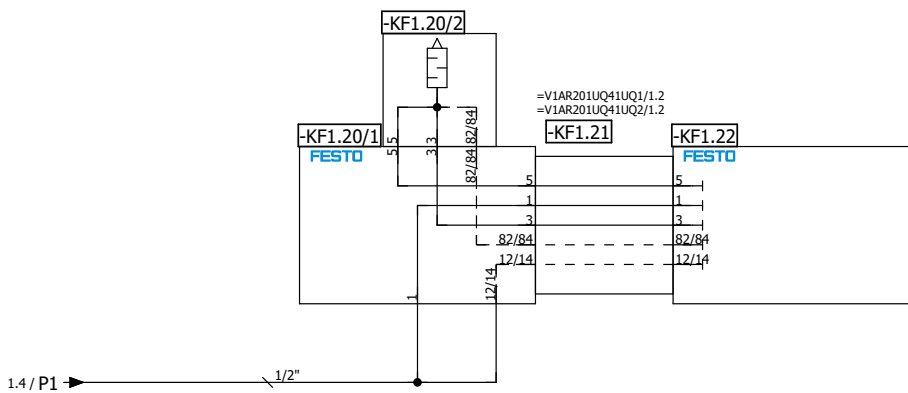 -KF1.20/2
=V1AR201UQ41UQ1/1.2
=V1AR201UQ41UQ2/1.2
-KF1.20/1
5
5
3
3
82/84
82/84
-KF1.21
-KF1.22
FESTO
FESTO
5
5
1
1
3
3
82/84
82/84
12/14
12/14
1
12/14
1.4 / P1
1/2"